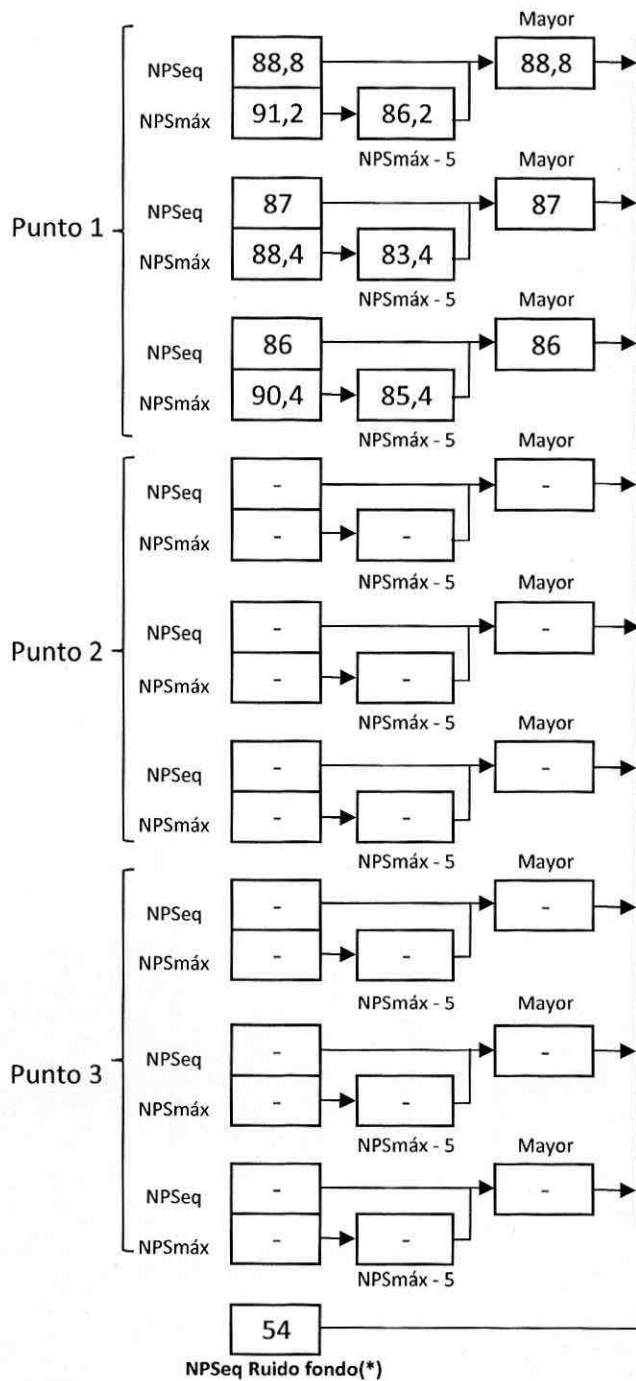 Mayor
NPSeq 88,8 88,8
NPSmáx 91,2 86,2
NPSmáx - 5
Mayor
NPSeq 87 87
Punto 1
NPSmáx 88,4 83,4
NPSmáx - 5
Mayor
NPSeq 86 86
NPSmáx 90,4 85,4
NPSmáx - 5
Mayor
NPSeq - -
NPSmáx - -
NPSmáx - 5
Mayor
NPSeq - -
Punto 2
NPSmáx - -
NPSmáx - 5
Mayor
NPSeq - -
NPSmáx - -
NPSmáx - 5
Mayor
NPSeq - -
NPSmáx - -
NPSmáx - 5
Mayor
NPSeq - -
Punto 3
NPSmáx - -
NPSmáx - 5
Mayor
NPSeq - -
NPSmáx - -
NPSmáx - 5
54
NPSeq Ruido fondo(*)